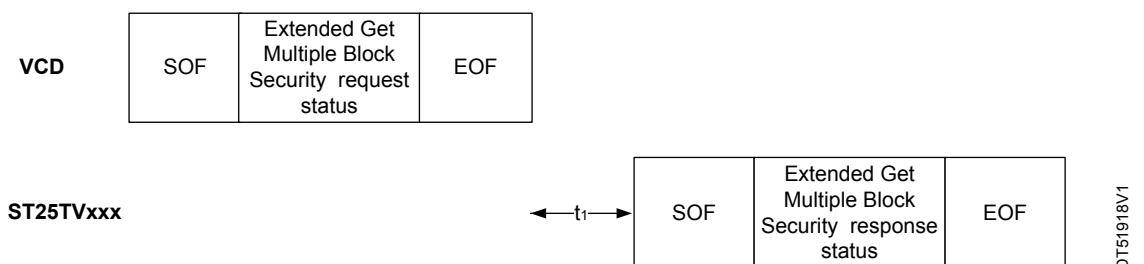 VCD
SOF
Extended Get
Multiple Block
Security request
status
EOF
ST25TVxxx
t1
SOF
Extended Get
Multiple Block
Security response
status
EOF
DT51918V1